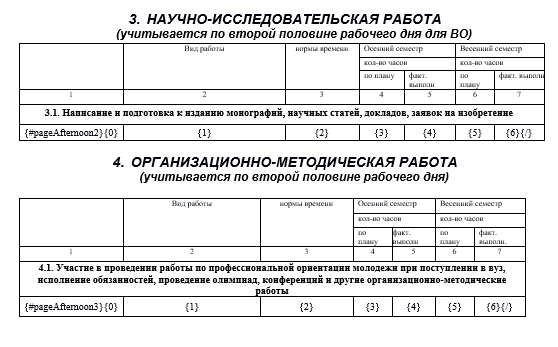 3. НАУЧНО-ИССЛЕДОВАТЕЛЬСКАЯ РАБОТА
(учитывается по второй половине рабочего дня для ВО)
Вид работы нормы времени Осенний семестр Весенний семестр
кол-во часов кол-во часов
по плану факт. выполн по плану факт. выполн
1 2 3 4 5 6 7
3.1. Написание и подготовка к изданию монографий, научных статей, докладов, заявок на изобретение
{#pageAfternoon2}{0} {1} {2} {3} {4} {5} {6}{/}
4. ОРГАНИЗАЦИОННО-МЕТОДИЧЕСКАЯ РАБОТА
(учитывается по второй половине рабочего дня)
Вид работы нормы времени Осенний семестр Весенний семестр
кол-во часов кол-во часов
по плану факт. выполн по плану факт. выполн.
1 2 3 4 5 6 7
4.1. Участие в проведении работы по профессиональной ориентации молодежи при поступлении в вуз,
исполнение обязанностей, проведение олимпиад, конференций и другие организационно-методические
работы
{#pageAfternoon3}{0} {1} {2} {3} {4} {5} {6}{/}